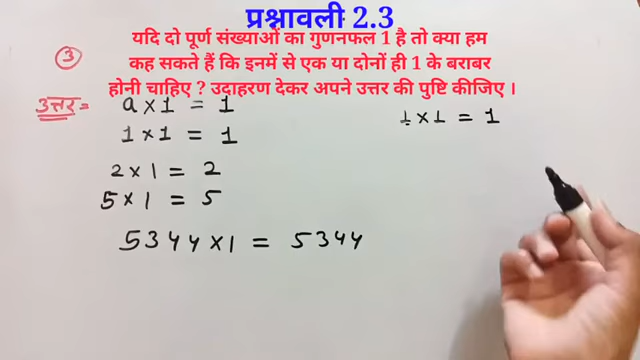 प्रश्नावली 2.3
यदि दो पूर्ण संख्याओं का गुणनफल 1 है तो क्या हम
③ कह सकते हैं कि इनमें से एक या दोनों ही 1 के बराबर
होनी चाहिए ? उदाहरण देकर अपने उत्तर की पुष्टि कीजिए ।
उत्तर = a × 1 = 1
1 × 1 = 1
1 × 1 = 1
2 × 1 = 2
5 × 1 = 5
5344 × 1 = 5344